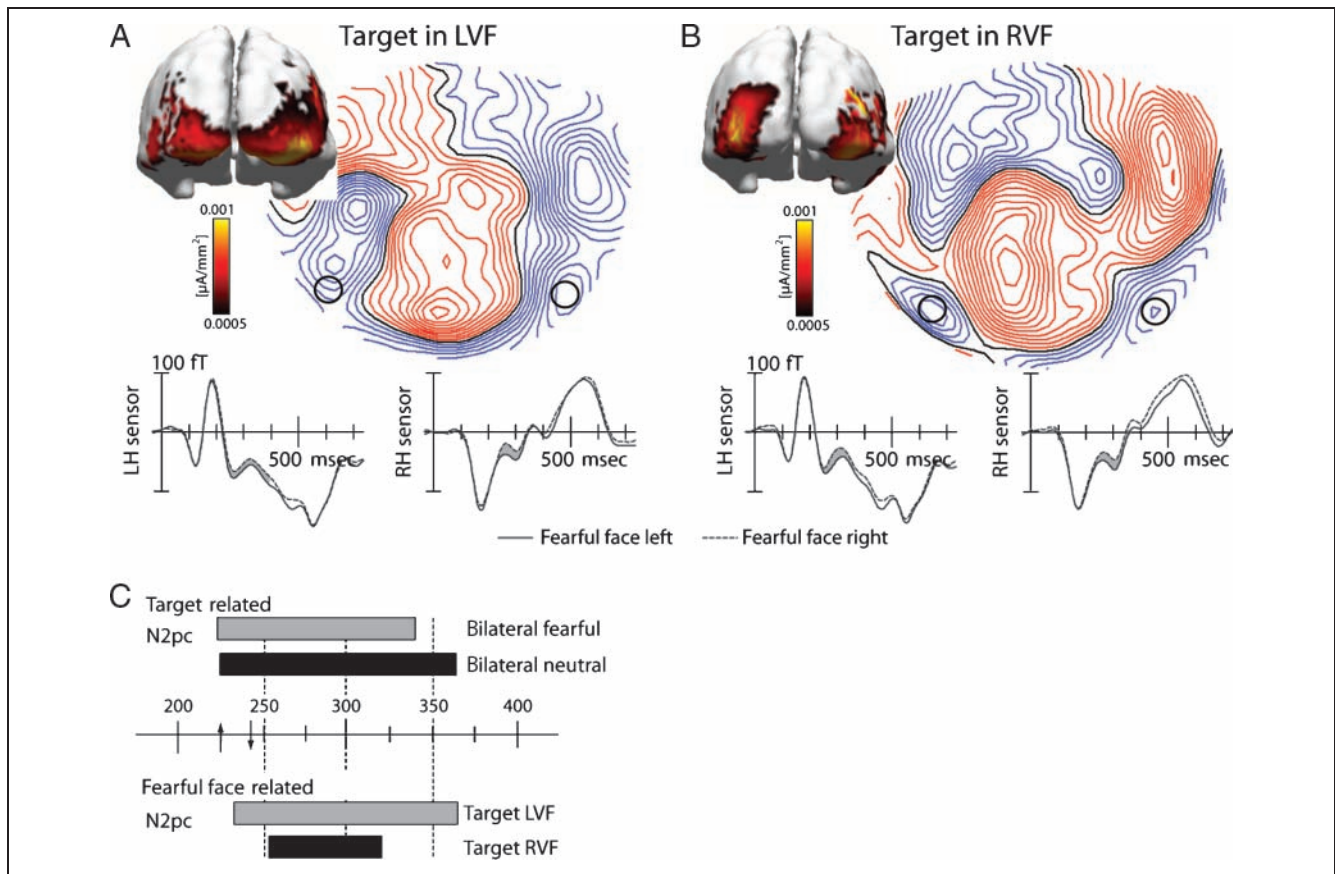 A
Target in LVF
0.001
[µA/mm²]
0.0005
100 fT
LH sensor
500 msec
RH sensor
500 msec
B
Target in RVF
0.001
[µA/mm²]
0.0005
100 fT
LH sensor
500 msec
RH sensor
500 msec
Fearful face left
Fearful face right
C
Target related
N2pc
Bilateral fearful
Bilateral neutral
200 250 300 350 400
Fearful face related
N2pc
Target LVF
Target RVF